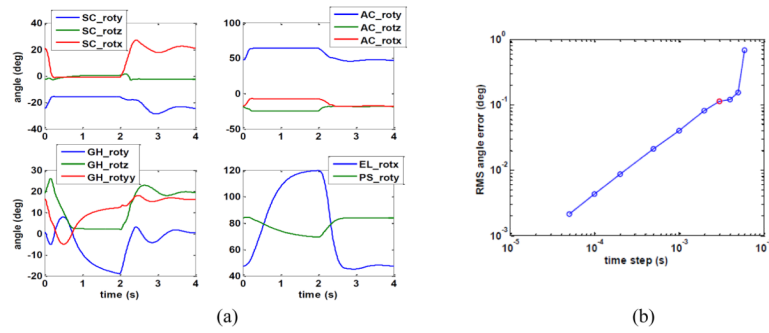 SC_roty
SC_rotz
SC_rotx
angle (deg)
40
20
0
-20
-40
0 1 2 3 4
AC_roty
AC_rotz
AC_rotx
100
50
0
-50
0 1 2 3 4
GH_roty
GH_rotz
GH_rotyy
angle (deg)
30
20
10
0
-10
-20
0 1 2 3 4
time (s)
EL_rotx
PS_roty
120
100
80
60
40
0 1 2 3 4
time (s)
(a)
RMS angle error (deg)
10^0
10^-1
10^-2
10^-3
10^-5 10^-4 10^-3 10^-
time step (s)
(b)